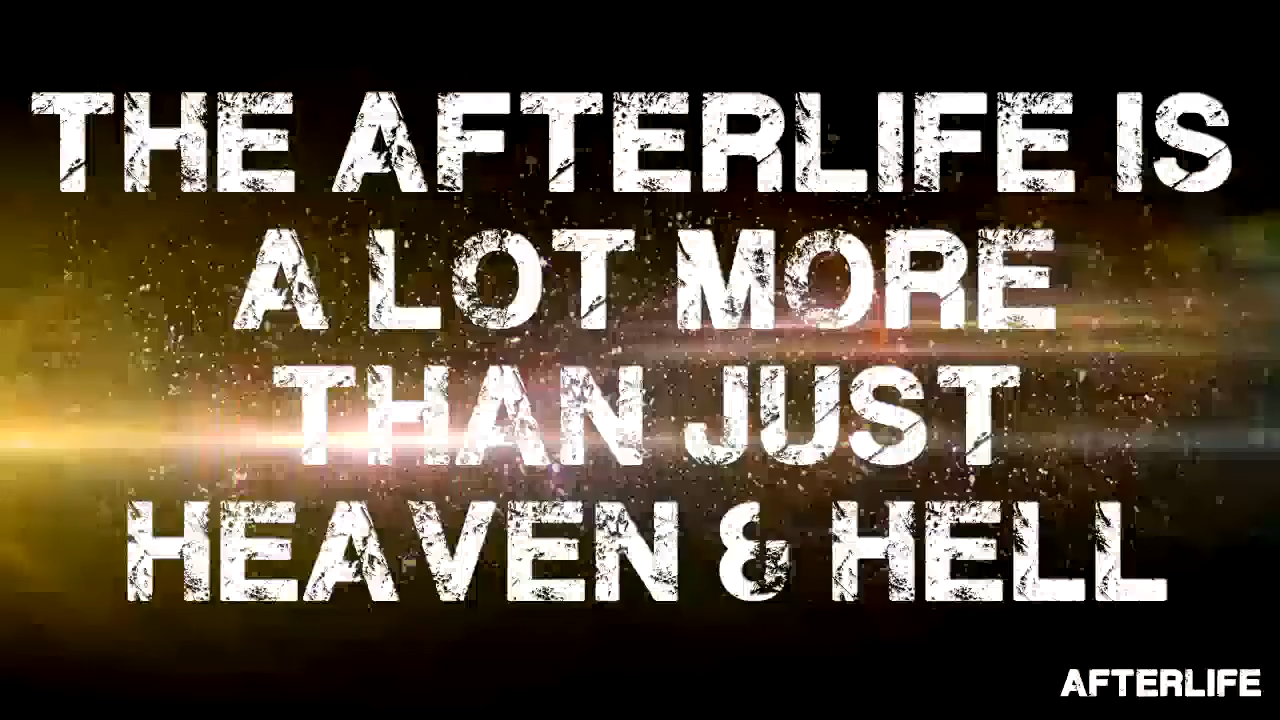 THE AFTERLIFE IS
A LOT MORE
THAN JUST
HEAVEN & HELL
AFTERLIFE